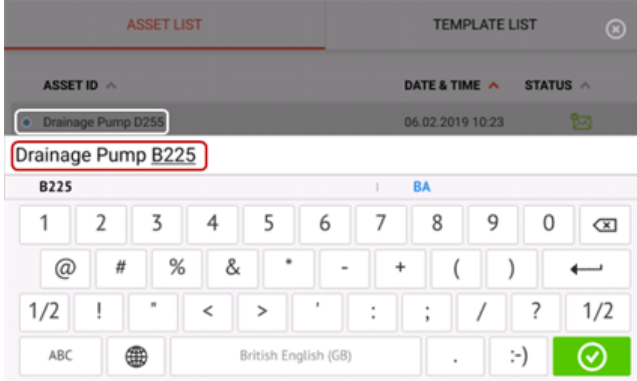 ASSET LIST TEMPLATE LIST
ASSET ID DATE & TIME STATUS
Drainage Pump D255 06.02.2019 10:23
Drainage Pump B225
B225 BA
1 2 3 4 5 6 7 8 9 0
@ # % & * - + ( )
1/2 ! " < > ' : ; / ? 1/2
ABC British English (GB) . :-)